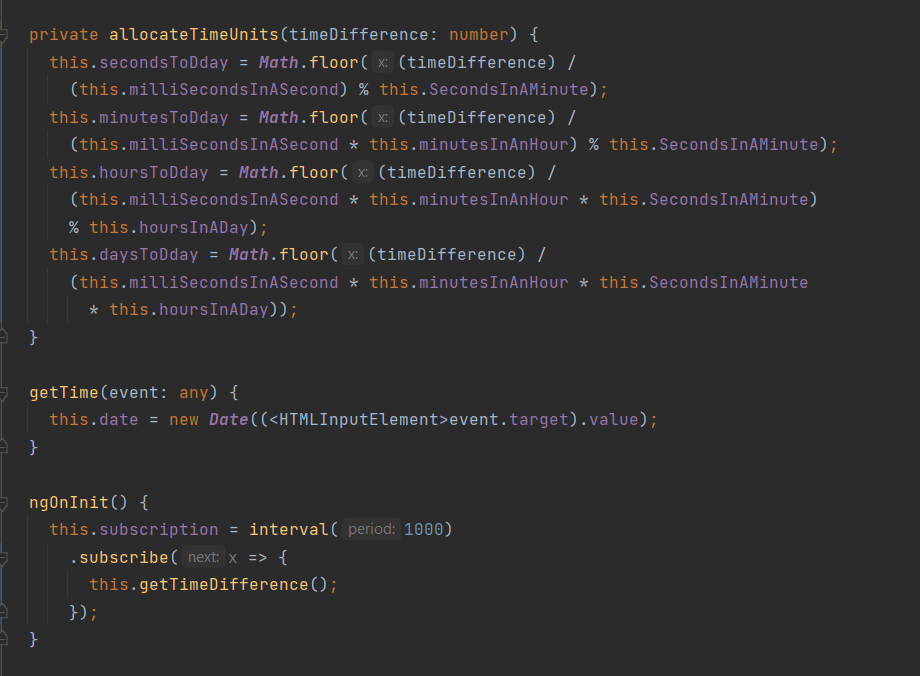 private allocateTimeUnits(timeDifference: number) {
this.secondsToDday = Math.floor( x: (timeDifference) /
(this.milliSecondsInASecond) % this.SecondsInAMinute);
this.minutesToDday = Math.floor( x: (timeDifference) /
(this.milliSecondsInASecond * this.minutesInAnHour) % this.SecondsInAMinute);
this.hoursToDday = Math.floor( x: (timeDifference) /
(this.milliSecondsInASecond * this.minutesInAnHour * this.SecondsInAMinute)
% this.hoursInADay);
this.daysToDday = Math.floor( x: (timeDifference) /
(this.milliSecondsInASecond * this.minutesInAnHour * this.SecondsInAMinute
* this.hoursInADay));
}
getTime(event: any) {
this.date = new Date((<HTMLInputElement>event.target).value);
}
ngOnInit() {
this.subscription = interval( period: 1000)
.subscribe( next: x => {
this.getTimeDifference();
});
}